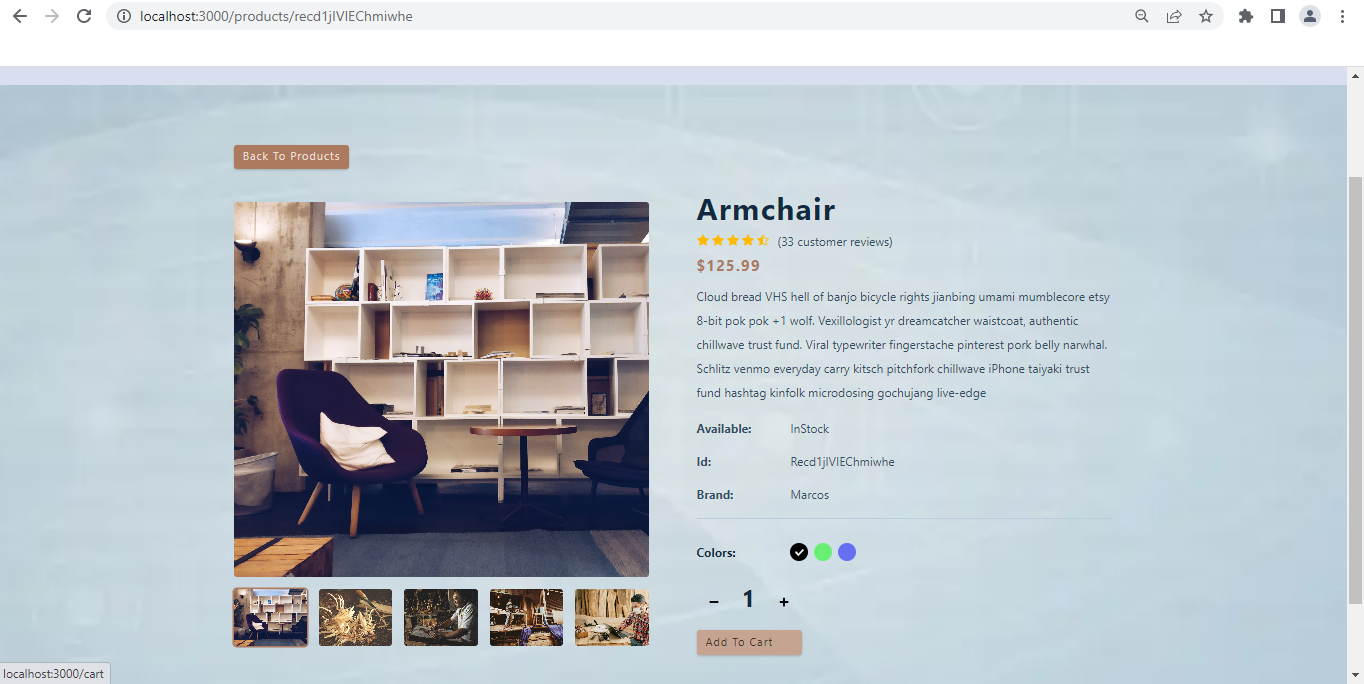 localhost:3000/products/recd1jlVIEChmiwhe
Back To Products
Armchair
(33 customer reviews)
$125.99
Cloud bread VHS hell of banjo bicycle rights jianbing umami mumblecore etsy
8-bit pok pok +1 wolf. Vexillologist yr dreamcatcher waistcoat, authentic
chillwave trust fund. Viral typewriter fingerstache pinterest pork belly narwhal.
Schlitz venmo everyday carry kitsch pitchfork chillwave iPhone taiyaki trust
fund hashtag kinfolk microdosing gochujang live-edge
Available: InStock
Id: Recd1jlVIEChmiwhe
Brand: Marcos
Colors:
– 1 +
Add To Cart
localhost:3000/cart